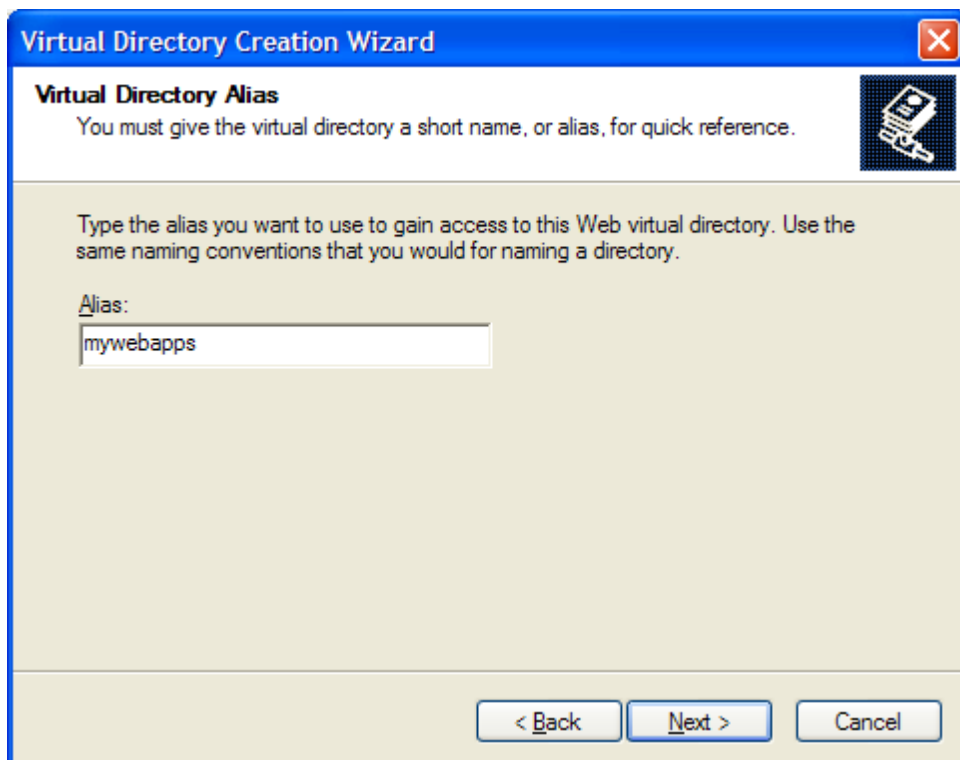 Virtual Directory Creation Wizard
Virtual Directory Alias
You must give the virtual directory a short name, or alias, for quick reference.
Type the alias you want to use to gain access to this Web virtual directory. Use the
same naming conventions that you would for naming a directory.
Alias:
mywebapps
< Back Next > Cancel